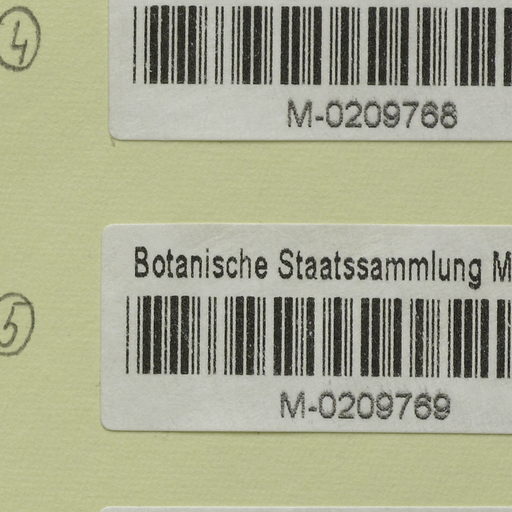 4
M-0209768
Botanische Staatssammlung M
5
M-0209769